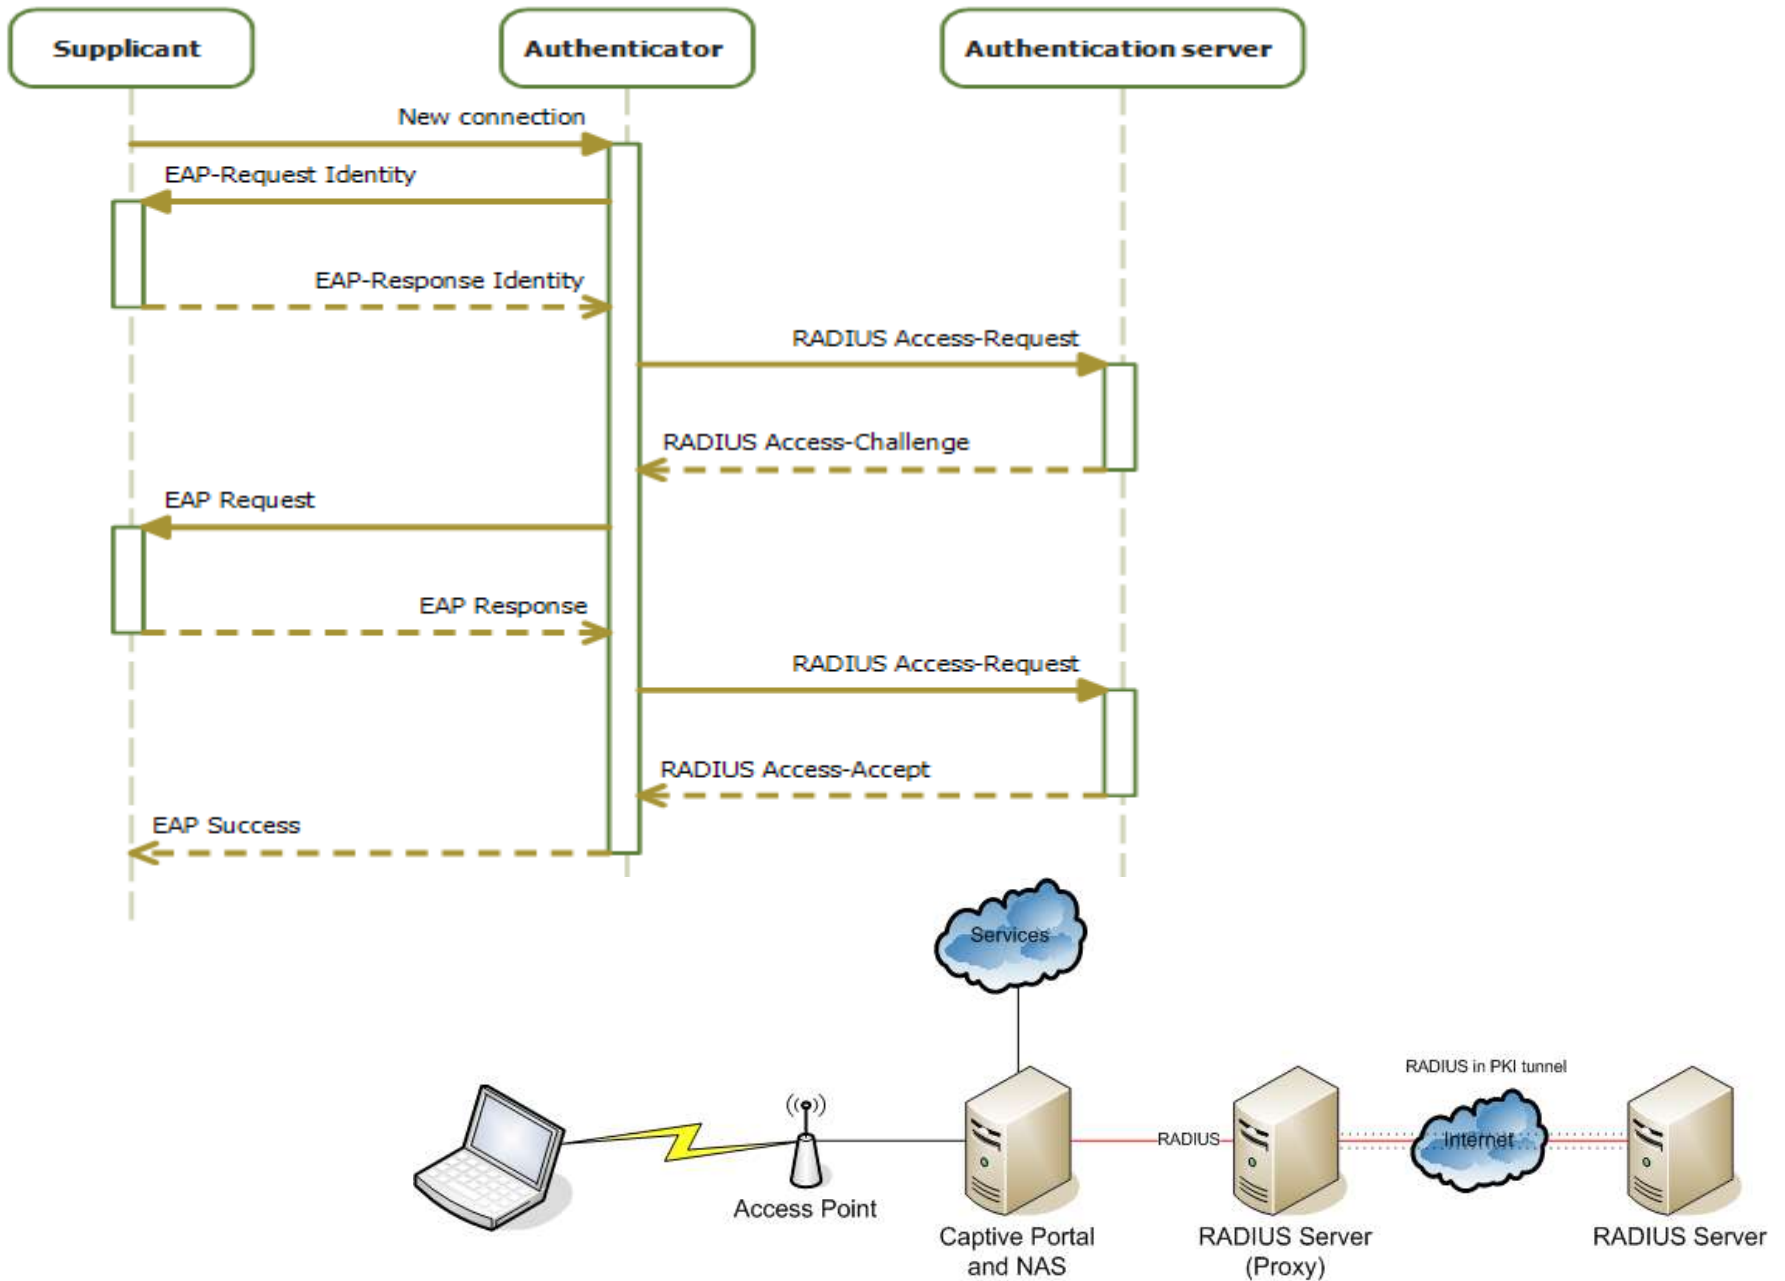 Supplicant
Authenticator
Authentication server
New connection
EAP-Request Identity
EAP-Response Identity
RADIUS Access-Request
RADIUS Access-Challenge
EAP Request
EAP Response
RADIUS Access-Request
RADIUS Access-Accept
EAP Success
Services
RADIUS in PKI tunnel
RADIUS
Internet
Access Point
Captive Portal
and NAS
RADIUS Server
(Proxy)
RADIUS Server